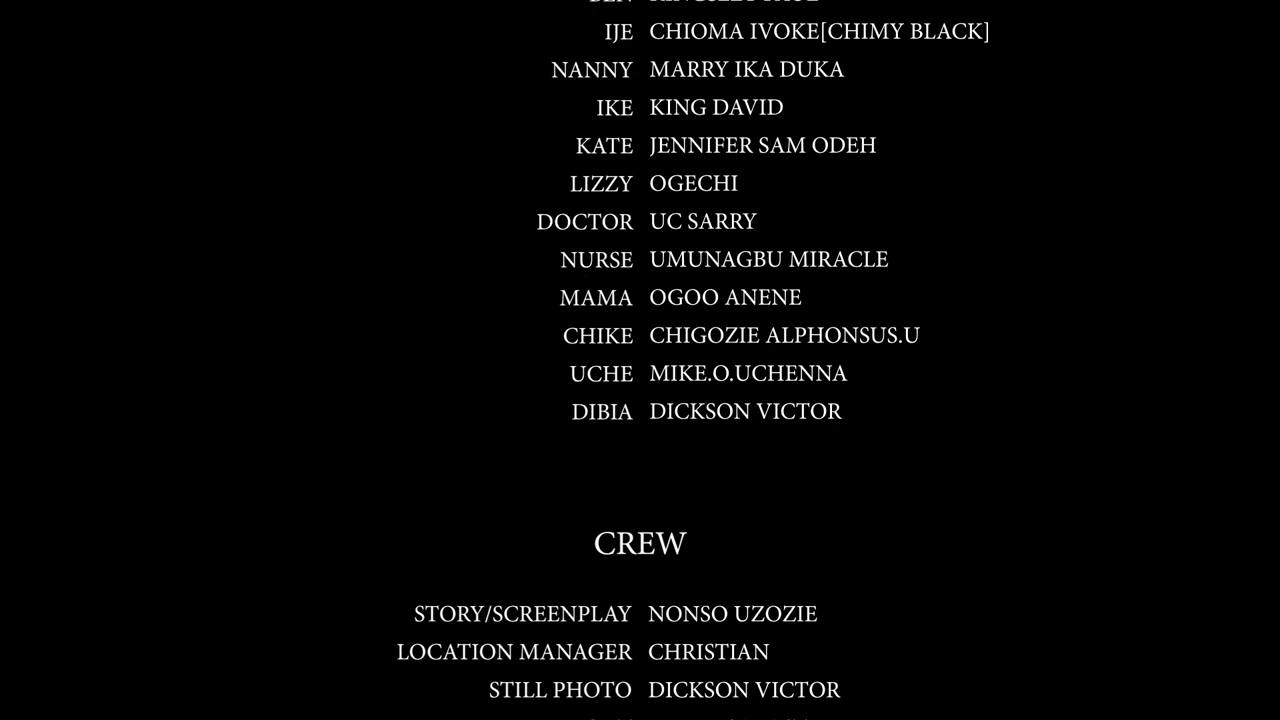 IJE CHIOMA IVOKE[CHIMY BLACK]
NANNY MARRY IKA DUKA
IKE KING DAVID
KATE JENNIFER SAM ODEH
LIZZY OGECHI
DOCTOR UC SARRY
NURSE UMUNAGBU MIRACLE
MAMA OGOO ANENE
CHIKE CHIGOZIE ALPHONSUS.U
UCHE MIKE.O.UCHENNA
DIBIA DICKSON VICTOR
CREW
STORY/SCREENPLAY NONSO UZOZIE
LOCATION MANAGER CHRISTIAN
STILL PHOTO DICKSON VICTOR